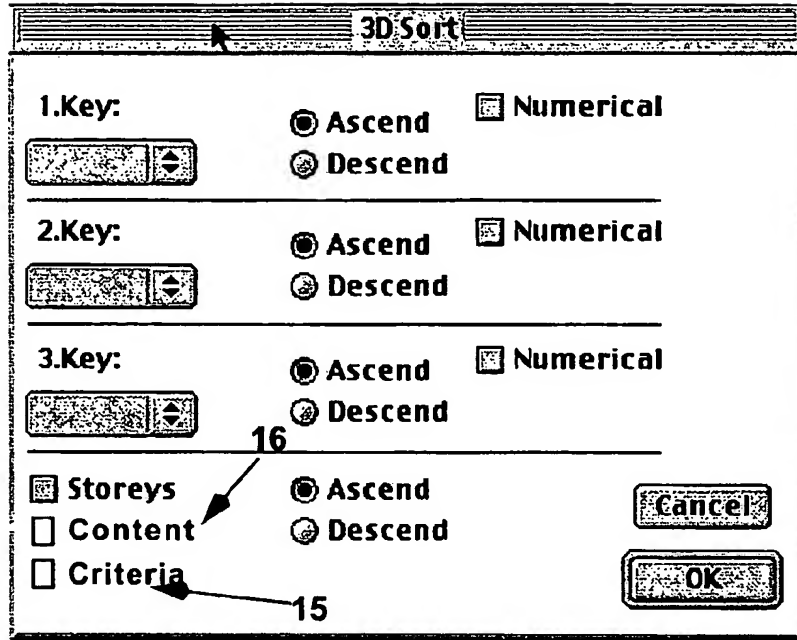 3D Sort
1.Key:
Ascend
Numerical
Descend
2.Key:
Ascend
Numerical
Descend
3.Key:
Ascend
Numerical
Descend
16
Storeys
Ascend
Cancel
Content
Descend
Criteria
OK
15